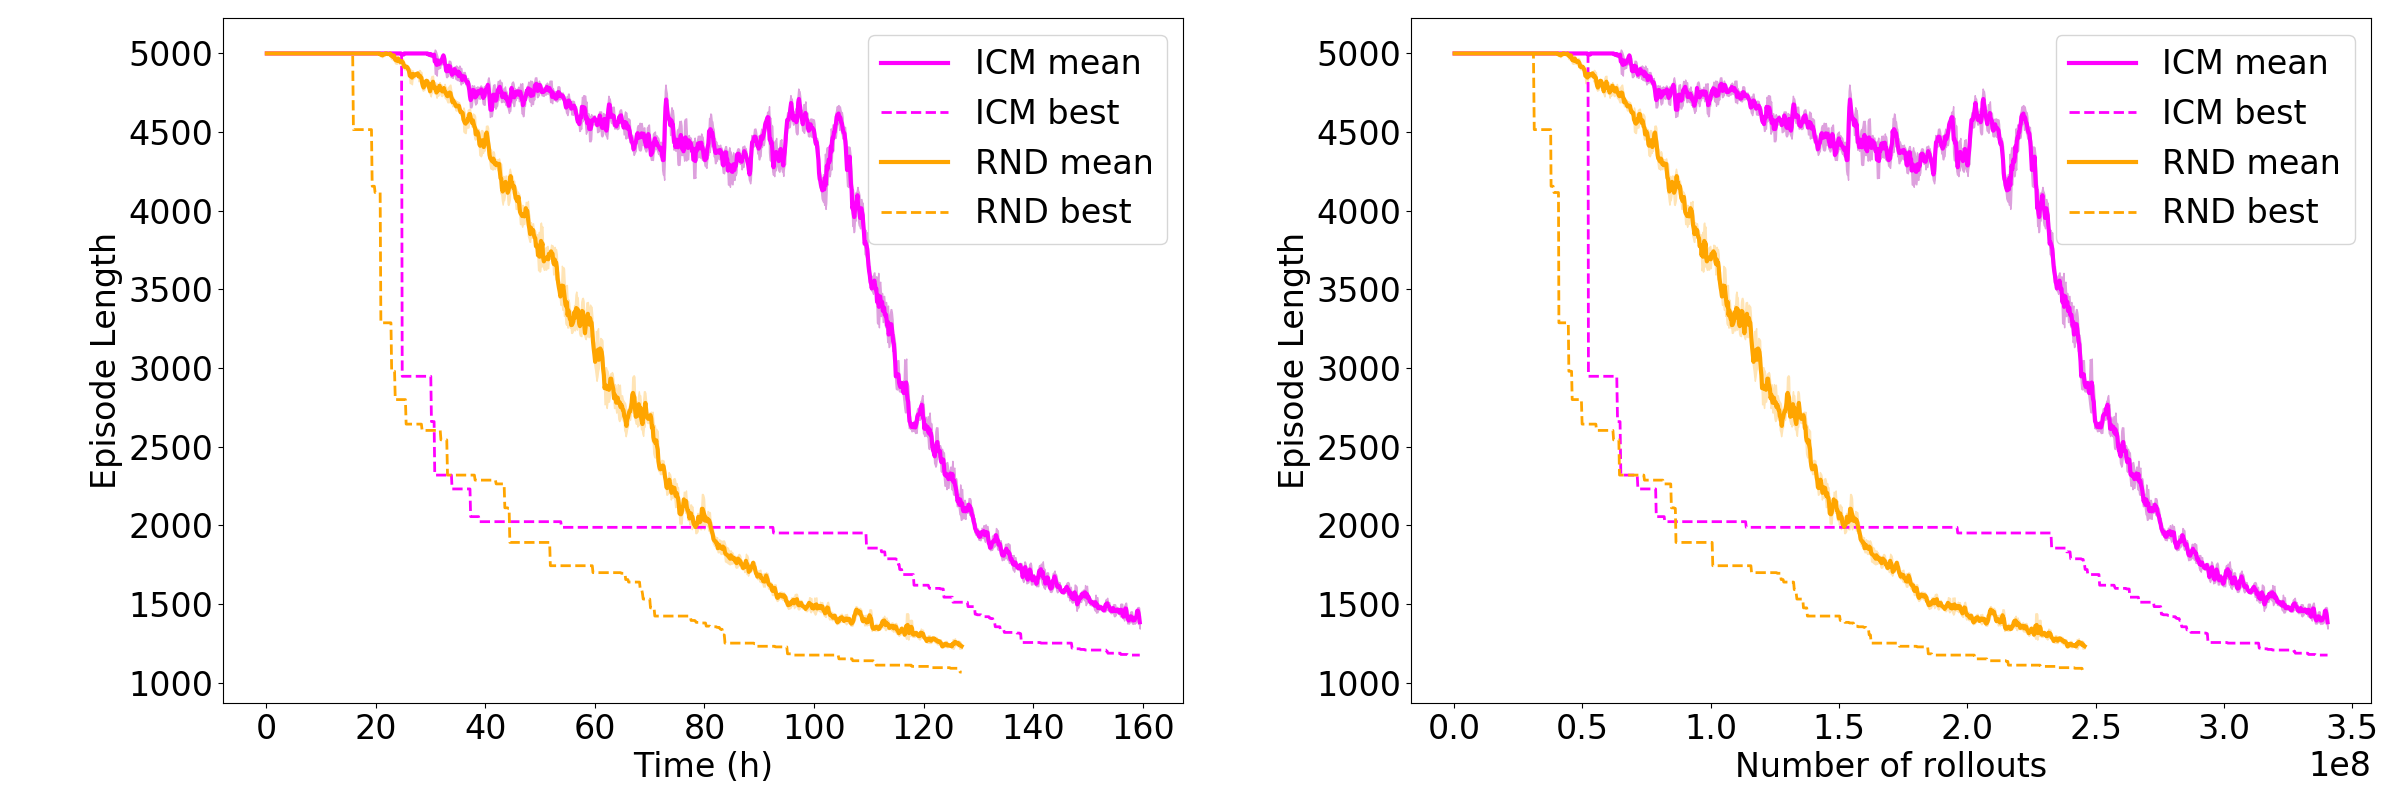 5000
4500
4000
3500
3000
2500
2000
1500
1000
Episode Length
0 20 40 60 80 100 120 140 160
Time (h)
ICM mean
ICM best
RND mean
RND best
5000
4500
4000
3500
3000
2500
2000
1500
1000
Episode Length
0.0 0.5 1.0 1.5 2.0 2.5 3.0 3.5
Number of rollouts
1e8
ICM mean
ICM best
RND mean
RND best